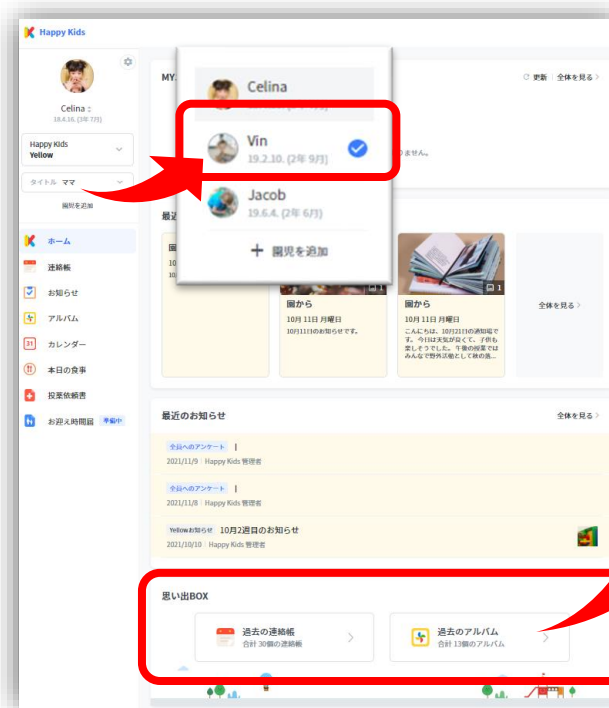 Happy Kids
Celina
18.4.16. (3年 7月)
Happy Kids
Yellow
タイトル ママ
園児を追加
ホーム
連絡帳
お知らせ
アルバム
31 カレンダー
本日の食事
投薬依頼書
お迎え時間届 準備中
MY
更新 全体を見る
Celina
Vin
19.2.10. (2年 9月)
Jacob
19.6.4. (2年 6月)
+ 園児を追加
りません。
最近
園
10
10
1
園から
10月 11日 月曜日
10月11日のお知らせです。
1
園から
10月 11日 月曜日
こんにちは。10月21日の通知場で
す。今日は天気が良くて、子供も
楽しそうでした。午後の授業では
みんなで野外活動として秋の落...
全体を見る
最近のお知らせ
全体を見る
全員へのアンケート
2021/11/9 Happy Kids 管理者
全員へのアンケート
2021/11/8 Happy Kids 管理者
Yellowお知らせ 10月2週目のお知らせ
2021/10/10 Happy Kids 管理者
思い出BOX
過去の連絡帳
合計 30個の連絡帳
過去のアルバム
合計 13個のアルバム